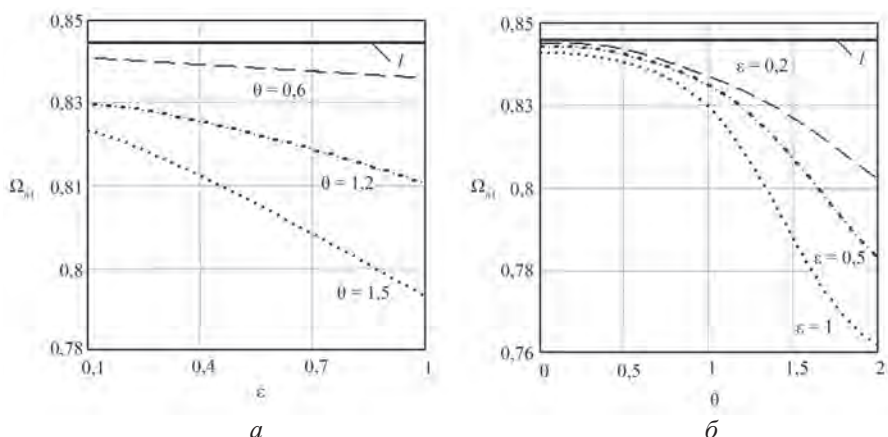 0,85
0,83
0,81
0,8
0,78
Ω
θ = 0,6
θ = 1,2
θ = 1,5
0,1 0,4 0,7 1
ε
а
0,85
0,83
0,8
0,78
0,76
Ω
ε = 0,2
ε = 0,5
ε = 1
0 0,5 1 1,5 2
θ
б